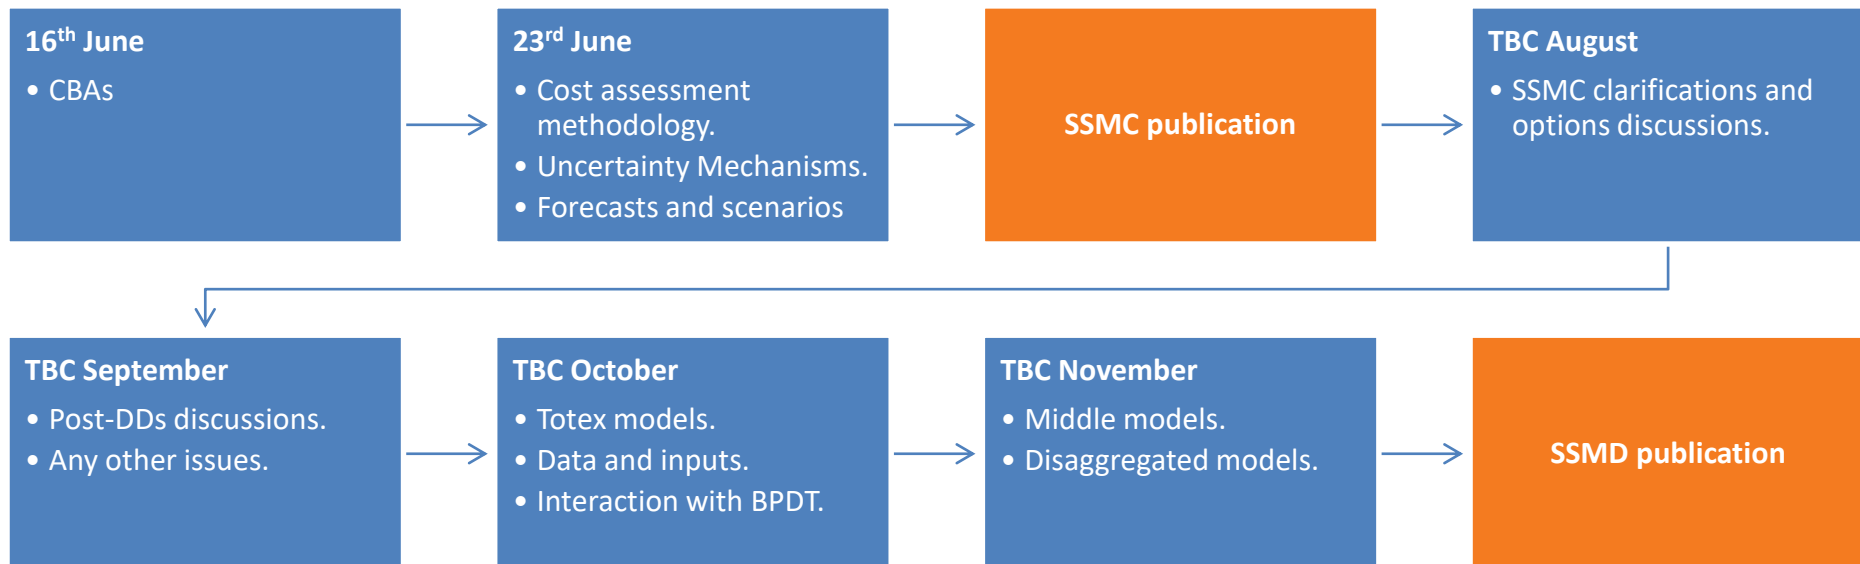 16th June
• CBAs
23rd June
• Cost assessment
methodology.
• Uncertainty Mechanisms.
• Forecasts and scenarios
SSMC publication
TBC August
• SSMC clarifications and
options discussions.
TBC September
• Post-DDs discussions.
• Any other issues.
TBC October
• Totex models.
• Data and inputs.
• Interaction with BPDT.
TBC November
• Middle models.
• Disaggregated models.
SSMD publication